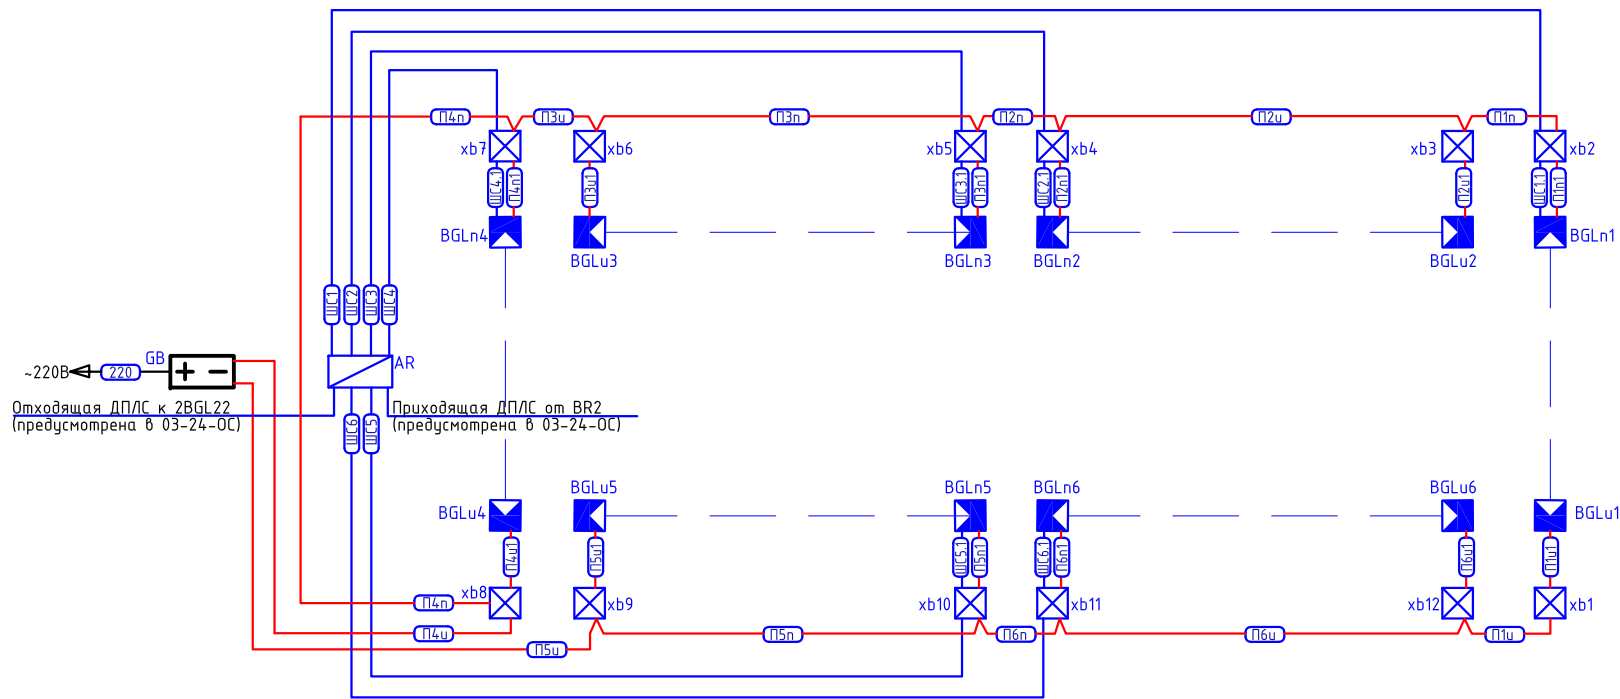 П4п
П3и
П3п
П2п
П2и
П1п
xb7
xb6
xb5
xb4
xb3
xb2
ШС4.1
П4п1
П3и1
ШС3.1
П3п1
ШС2.1
П2п1
П2и1
ШС1.1
П1п1
BGLп4
BGLи3
BGLп3
BGLп2
BGLи2
BGLп1
ШС1
ШС2
ШС3
ШС4
~220В
220
GB
AR
Отходящая ДПЛС к 2BGL22
(предусмотрена в 03-24-ОС)
Приходящая ДПЛС от BR2
(предусмотрена в 03-24-ОС)
ШС6
ШС5
BGLи4
BGLи5
BGLп5
BGLп6
BGLи6
BGLи1
П4и1
П5и1
ШС5.1
П5п1
ШС6.1
П6п1
П6и1
П1и1
xb8
xb9
xb10
xb11
xb12
xb1
П4п
П4и
П5и
П5п
П6п
П6и
П1и